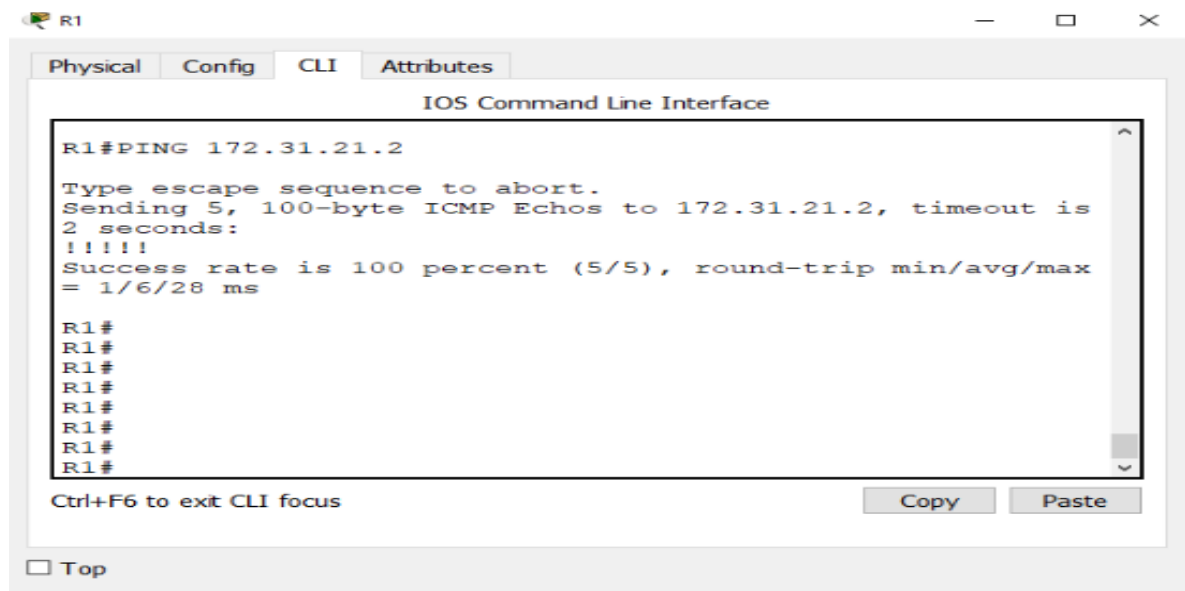 R1
Physical Config CLI Attributes
IOS Command Line Interface
R1#PING 172.31.21.2
Type escape sequence to abort.
Sending 5, 100-byte ICMP Echos to 172.31.21.2, timeout is
2 seconds:
!!!!!
Success rate is 100 percent (5/5), round-trip min/avg/max
= 1/6/28 ms
R1#
R1#
R1#
R1#
R1#
R1#
R1#
R1#
Ctrl+F6 to exit CLI focus Copy Paste
Top